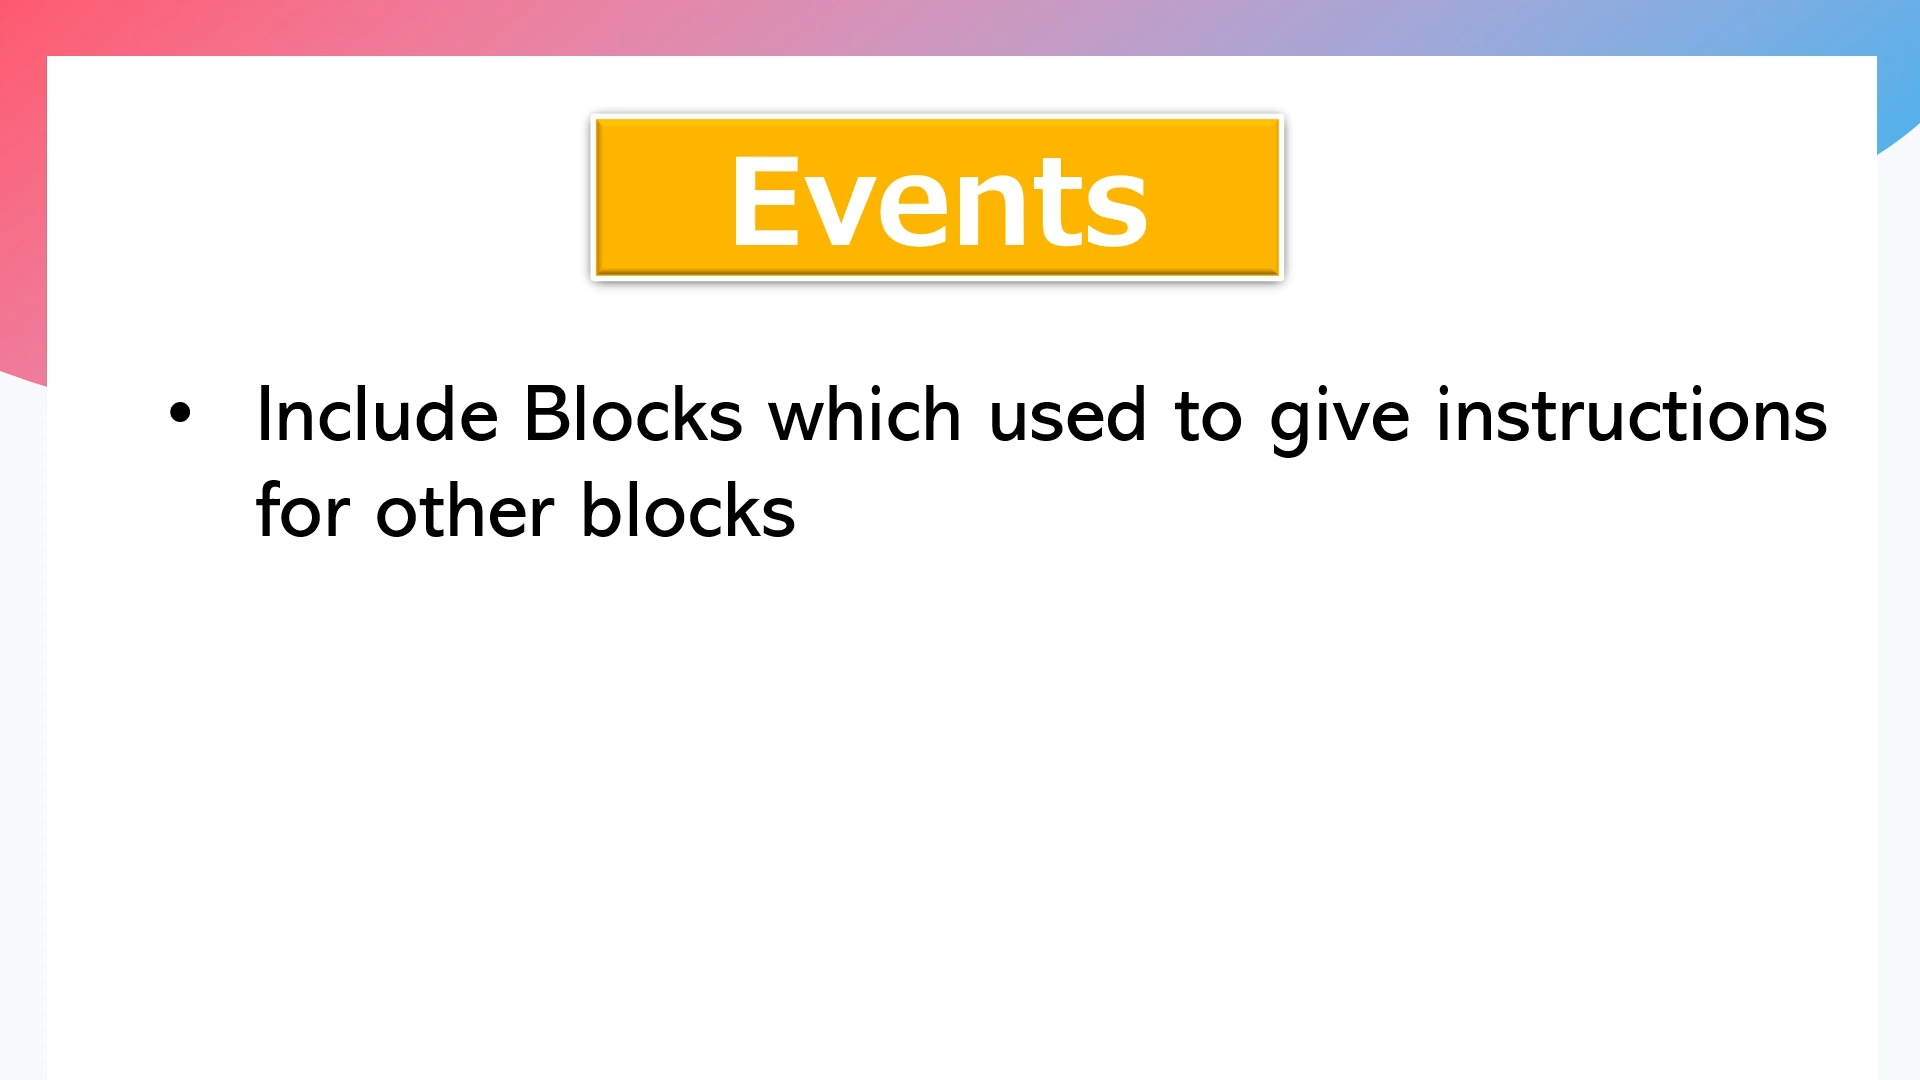 Events
• Include Blocks which used to give instructions
for other blocks